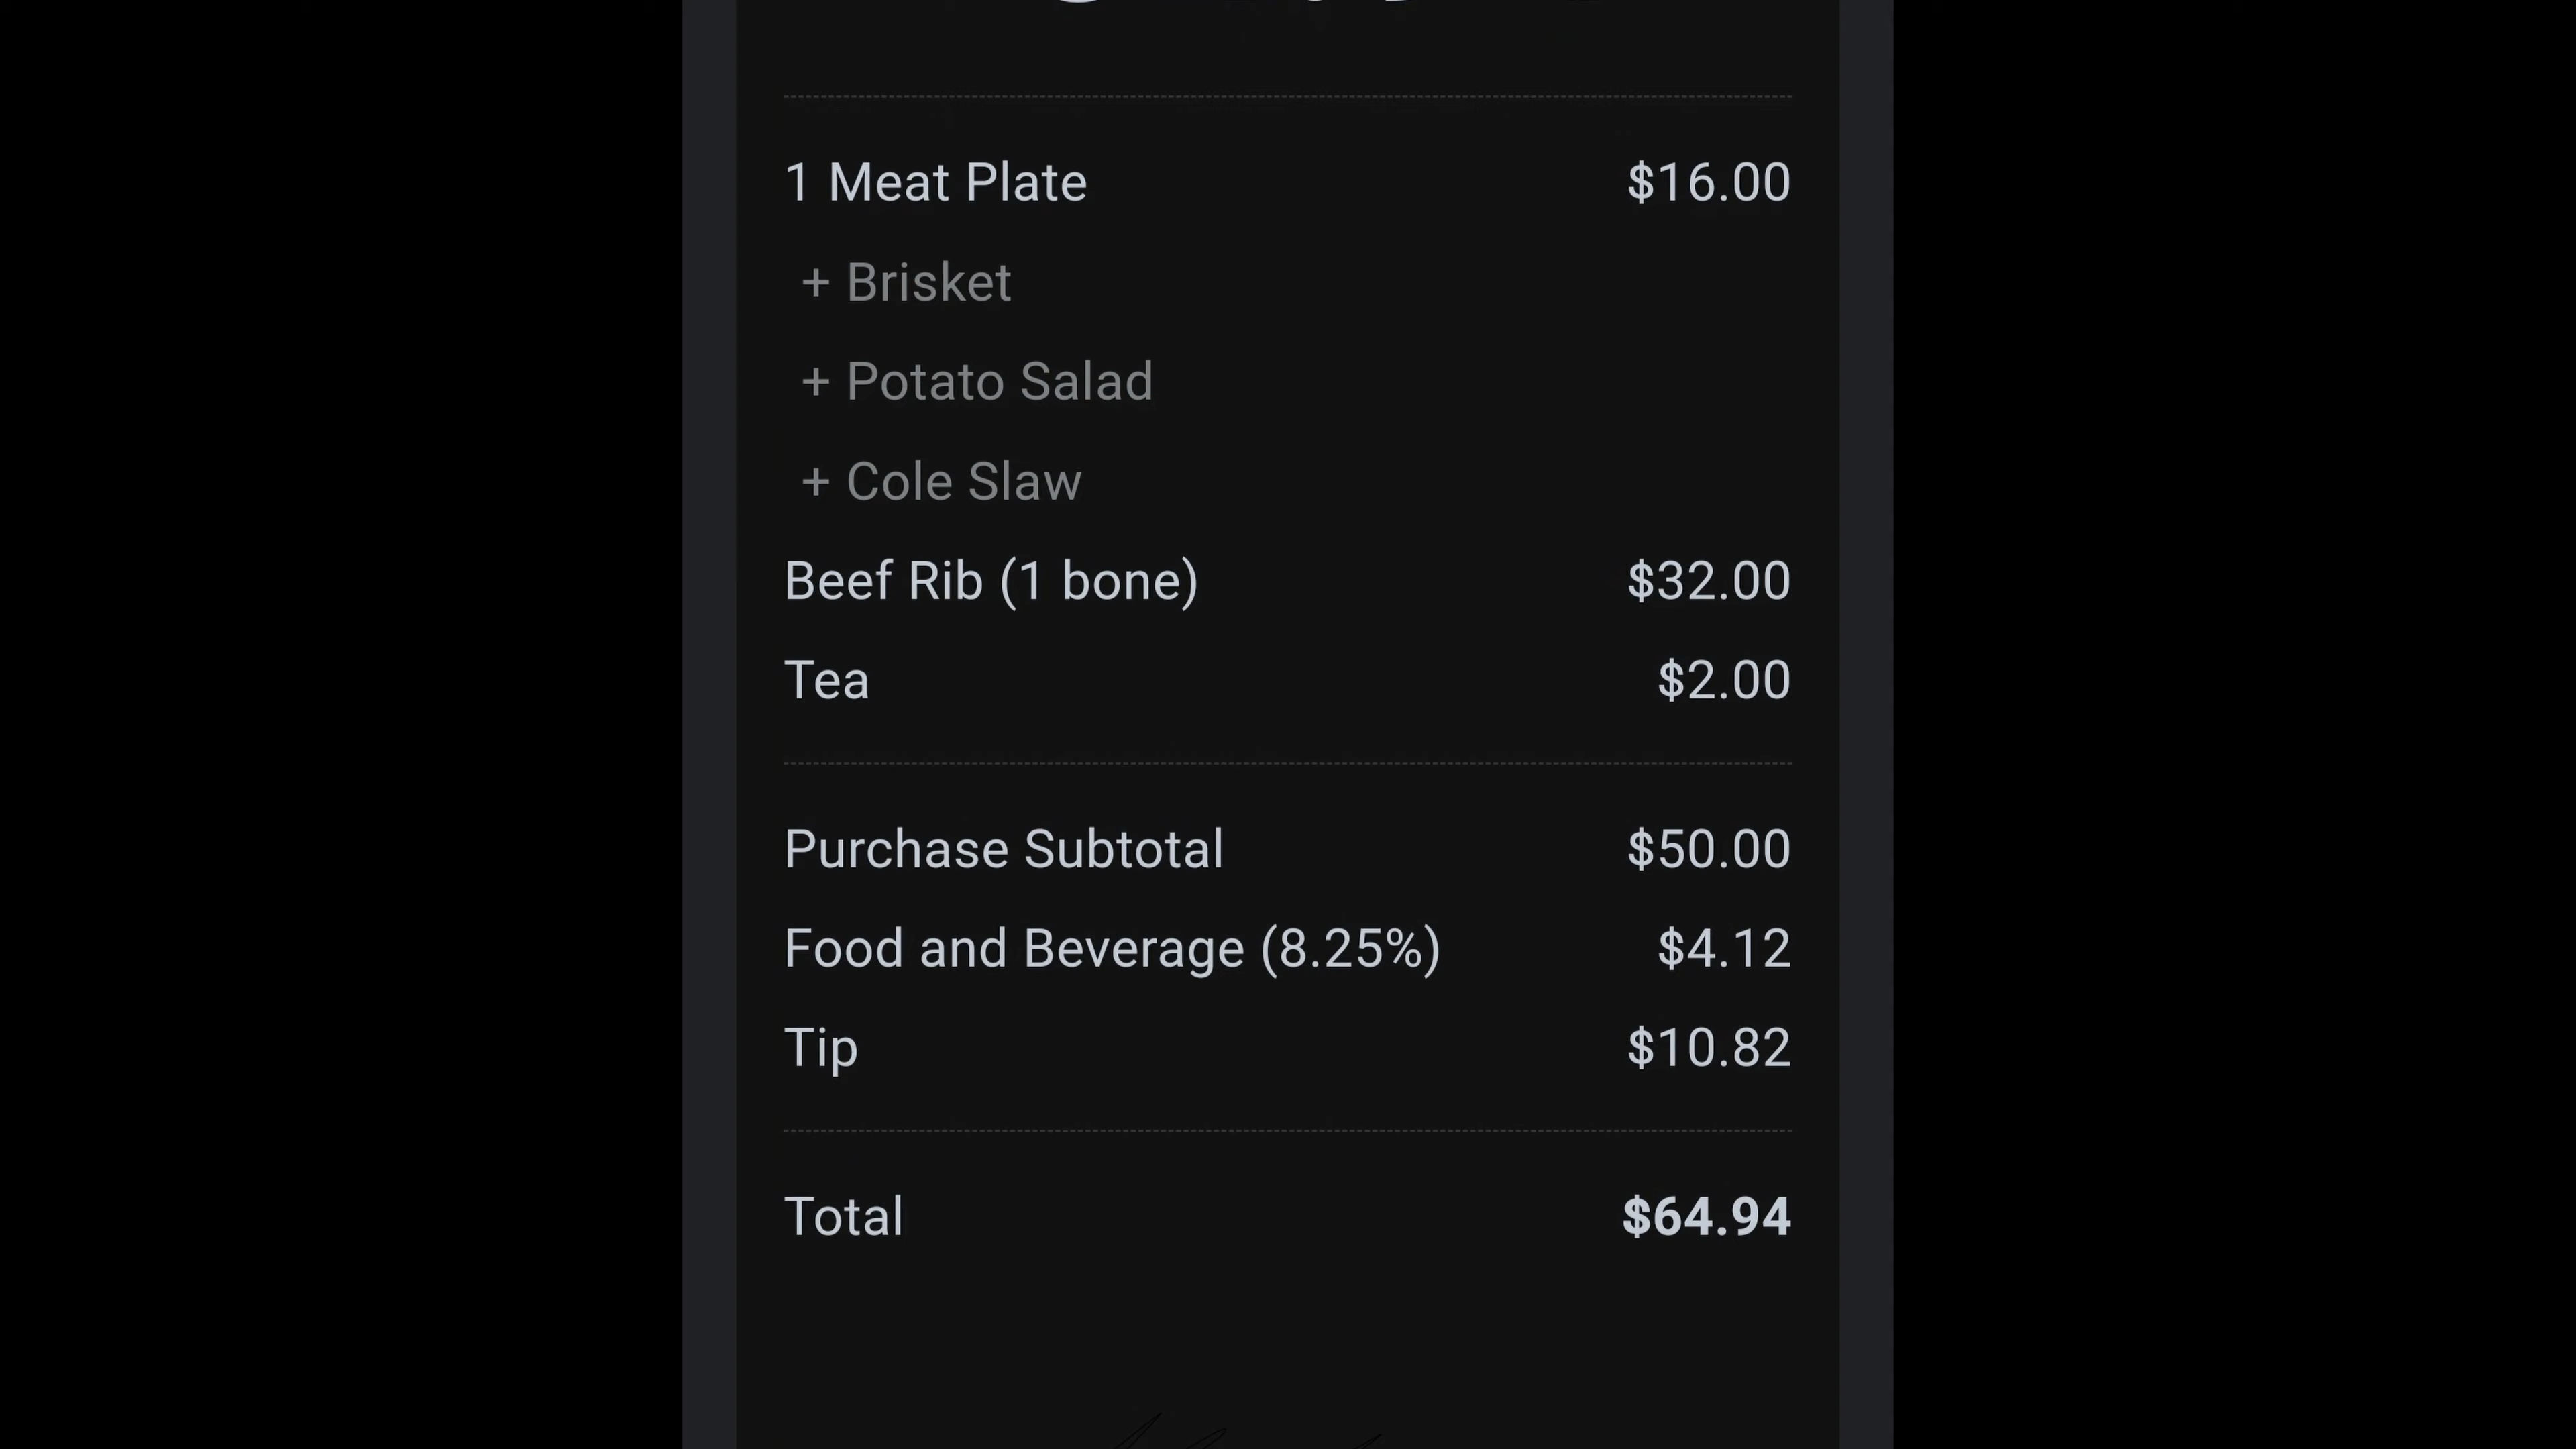 1 Meat Plate $16.00
+ Brisket
+ Potato Salad
+ Cole Slaw
Beef Rib (1 bone) $32.00
Tea $2.00
Purchase Subtotal $50.00
Food and Beverage (8.25%) $4.12
Tip $10.82
Total $64.94